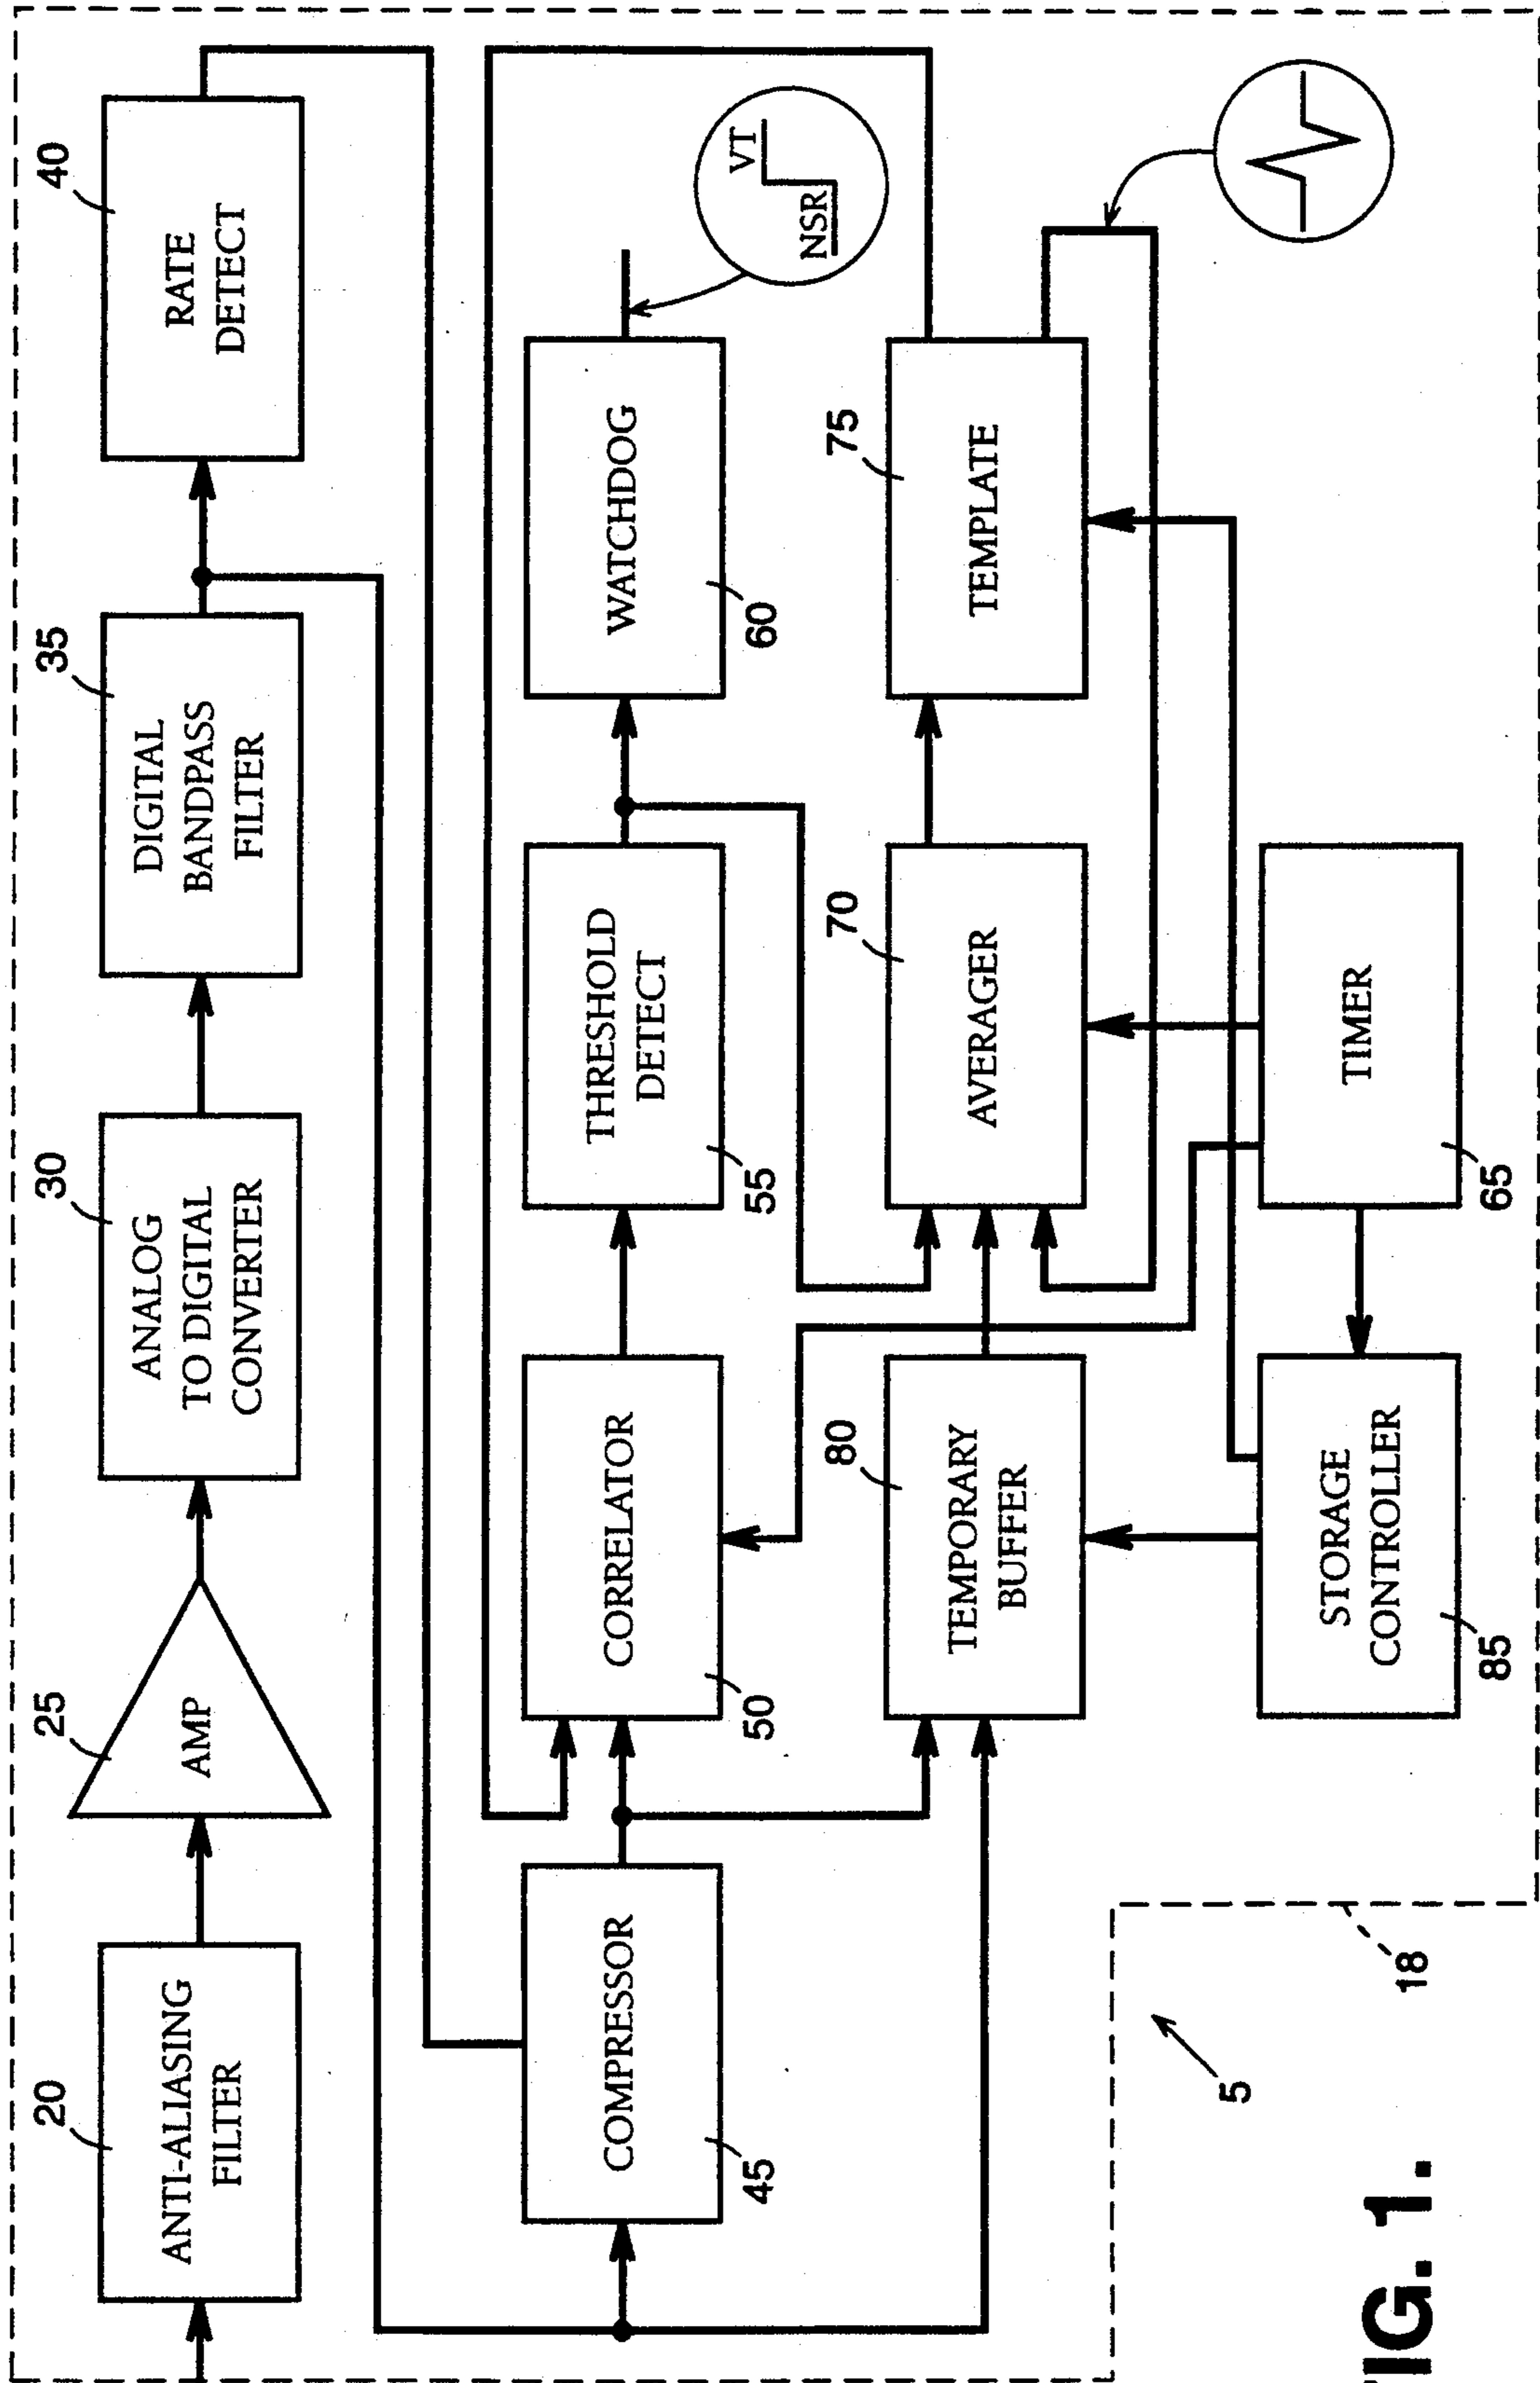 20
ANTI-ALIASING
FILTER
25
AMP
30
ANALOG
TO DIGITAL
CONVERTER
35
DIGITAL
BANDPASS
FILTER
40
RATE
DETECT
COMPRESSOR
45
CORRELATOR
50
THRESHOLD
DETECT
55
WATCHDOG
60
NSR
VT
80
TEMPORARY
BUFFER
70
AVERAGER
75
TEMPLATE
STORAGE
CONTROLLER
85
TIMER
65
5
18
IG. 1.